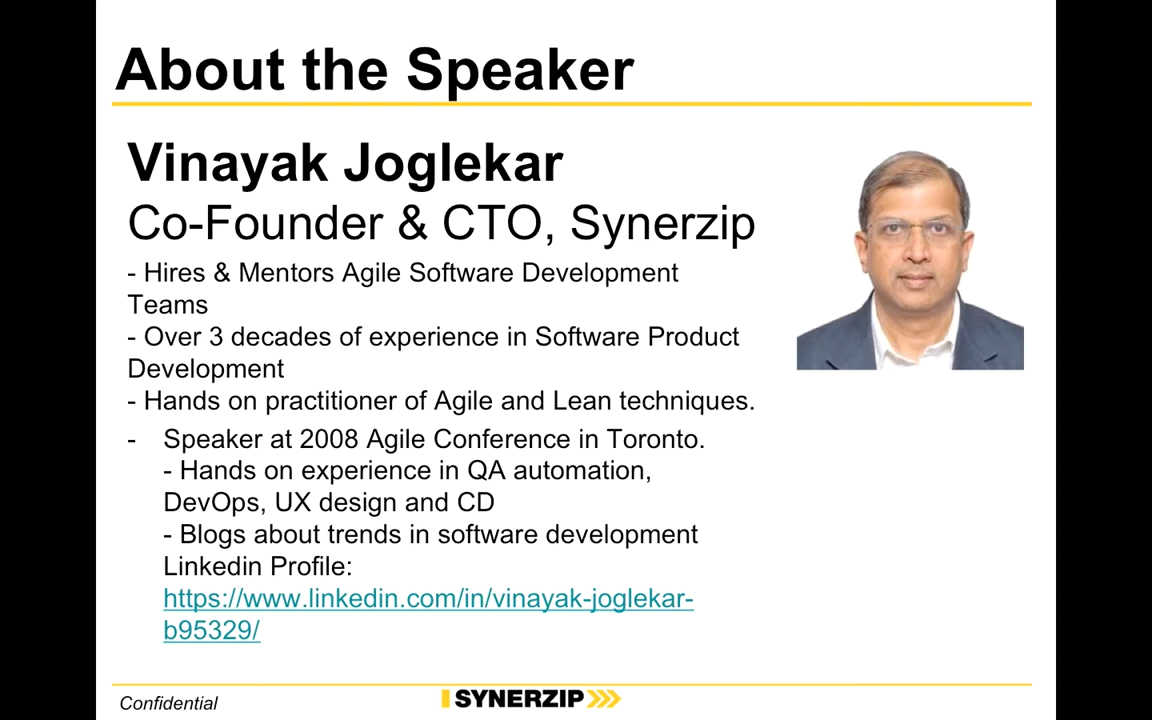 About the Speaker
Vinayak Joglekar
Co-Founder & CTO, Synerzip
- Hires & Mentors Agile Software Development
Teams
- Over 3 decades of experience in Software Product
Development
- Hands on practitioner of Agile and Lean techniques.
- Speaker at 2008 Agile Conference in Toronto.
- Hands on experience in QA automation,
DevOps, UX design and CD
- Blogs about trends in software development
Linkedin Profile:
https://www.linkedin.com/in/vinayak-joglekar-
b95329/
Confidential
SYNERZIP